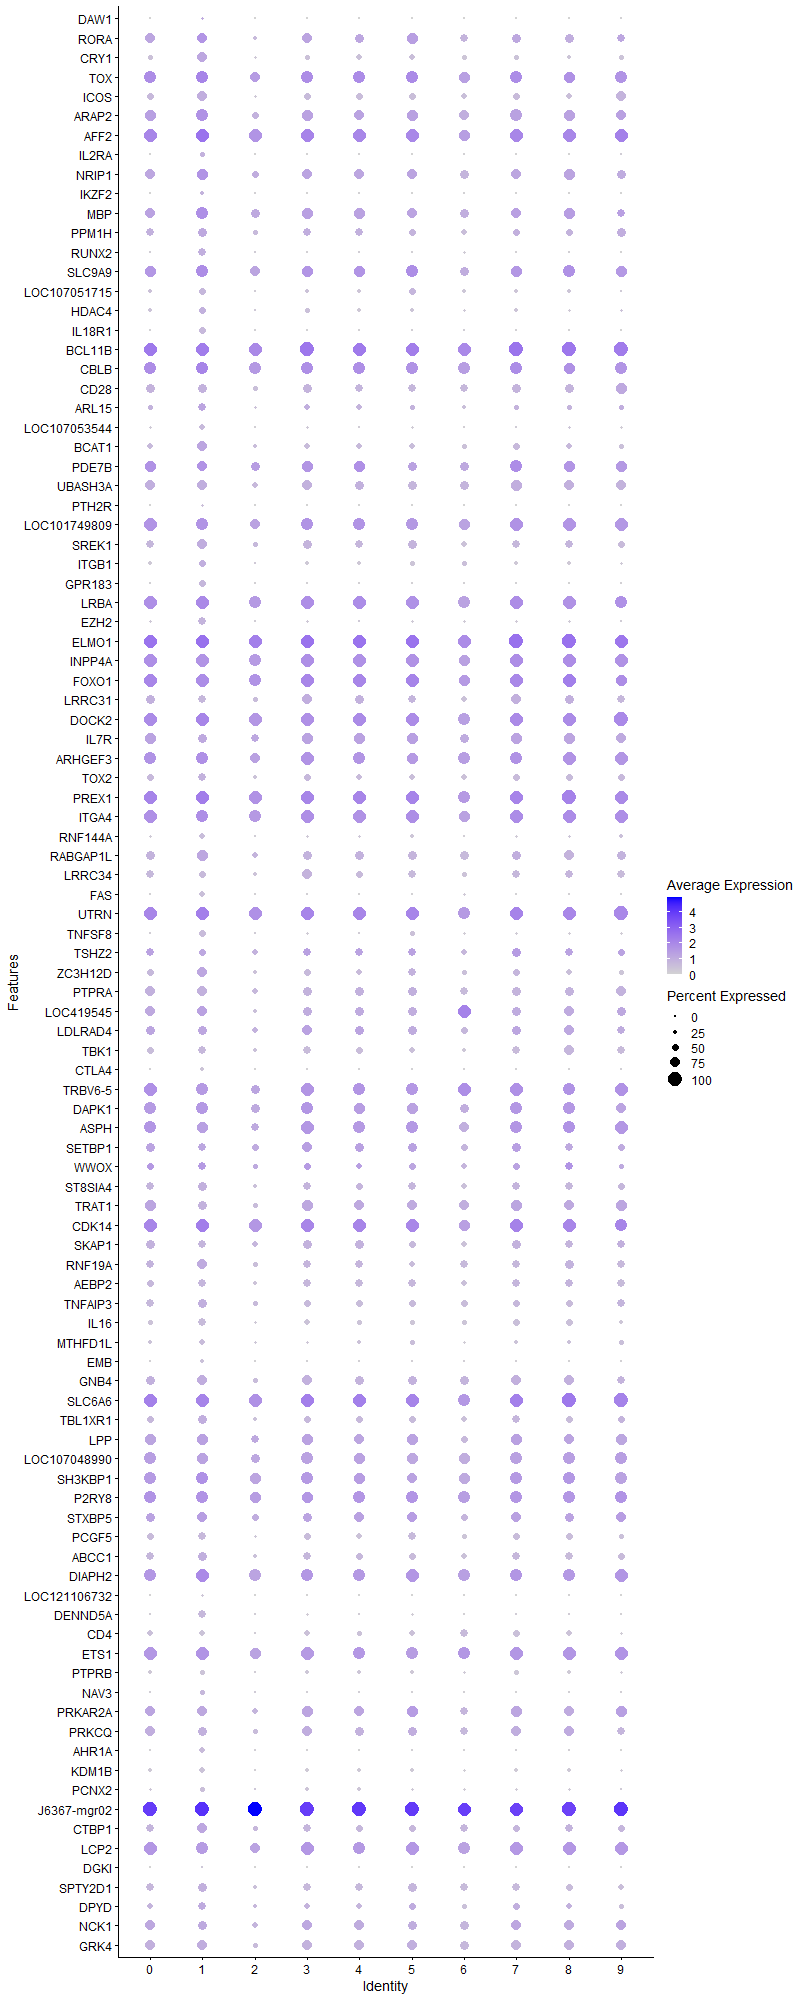 DAW1
RORA
CRY1
TOX
ICOS
ARAP2
AFF2
IL2RA
NRIP1
IKZF2
MBP
PPM1H
RUNX2
SLC9A9
LOC107051715
HDAC4
IL18R1
BCL11B
CBLB
CD28
ARL15
LOC107053544
BCAT1
PDE7B
UBASH3A
PTH2R
LOC101749809
SREK1
ITGB1
GPR183
LRBA
EZH2
ELMO1
INPP4A
FOXO1
LRRC31
DOCK2
IL7R
ARHGEF3
TOX2
PREX1
ITGA4
RNF144A
RABGAP1L
LRRC34
FAS
UTRN
TNFSF8
TSHZ2
ZC3H12D
PTPRA
LOC419545
LDLRAD4
TBK1
CTLA4
TRBV6-5
DAPK1
ASPH
SETBP1
WWOX
ST8SIA4
TRAT1
CDK14
SKAP1
RNF19A
AEBP2
TNFAIP3
IL16
MTHFD1L
EMB
GNB4
SLC6A6
TBL1XR1
LPP
LOC107048990
SH3KBP1
P2RY8
STXBP5
PCGF5
ABCC1
DIAPH2
LOC121106732
DENND5A
CD4
ETS1
PTPRB
NAV3
PRKAR2A
PRKCQ
AHR1A
KDM1B
PCNX2
J6367-mgr02
CTBP1
LCP2
DGKI
SPTY2D1
DPYD
NCK1
GRK4
Features
0 1 2 3 4 5 6 7 8 9
Identity
Average Expression
4
3
2
1
0
Percent Expressed
0
25
50
75
100